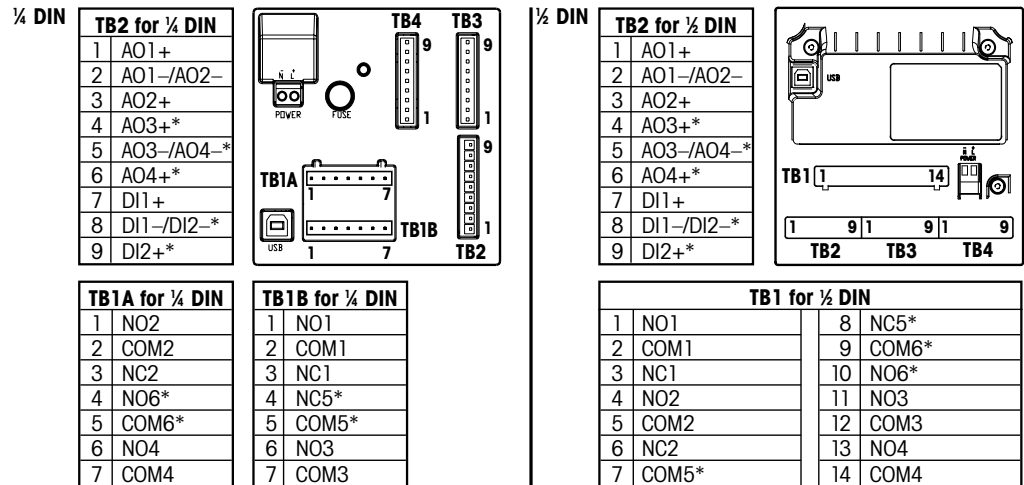 ¼ DIN
TB2 for ¼ DIN
1 AO1+
2 AO1–/AO2–
3 AO2+
4 AO3+*
5 AO3–/AO4–*
6 AO4+*
7 DI1+
8 DI1–/DI2–*
9 DI2+*
TB4 TB3
9 9
N L
POWER FUSE
1 1
9
TB1A
1 7
TB1B
1
USB
1 7 TB2
TB1A for ¼ DIN
1 NO2
2 COM2
3 NC2
4 NO6*
5 COM6*
6 NO4
7 COM4
TB1B for ¼ DIN
1 NO1
2 COM1
3 NC1
4 NC5*
5 COM5*
6 NO3
7 COM3
½ DIN
TB2 for ½ DIN
1 AO1+
2 AO1–/AO2–
3 AO2+
4 AO3+*
5 AO3–/AO4–*
6 AO4+*
7 DI1+
8 DI1–/DI2–*
9 DI2+*
USB
N L
POWER
TB1 1 14
1 9 1 9 1 9
TB2 TB3 TB4
TB1 for ½ DIN
1 NO1 8 NC5*
2 COM1 9 COM6*
3 NC1 10 NO6*
4 NO2 11 NO3
5 COM2 12 COM3
6 NC2 13 NO4
7 COM5* 14 COM4